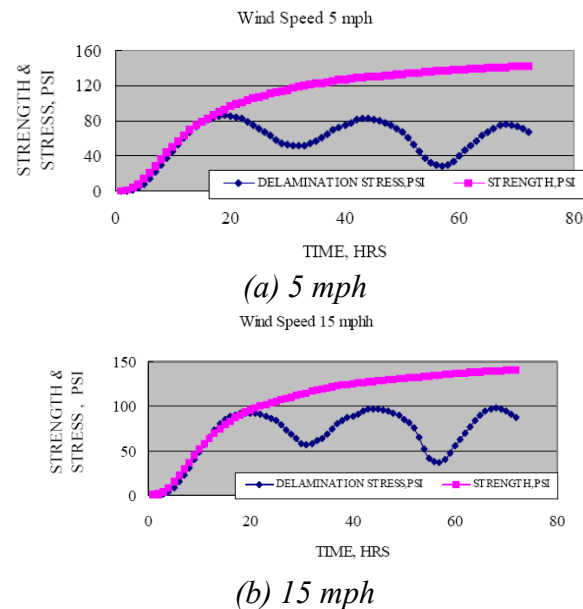 Wind Speed 5 mph
STRENGTH &
STRESS, PSI
160
120
80
40
0
DELAMINATION STRESS,PSI
STRENGTH,PSI
0
20
40
60
80
TIME, HRS
(a) 5 mph
Wind Speed 15 mphh
STRENGTH &
STRESS , PSI
150
100
50
0
DELAMINATION STRESS,PSI
STRENGTH,PSI
0
20
40
60
80
TIME, HRS
(b) 15 mph